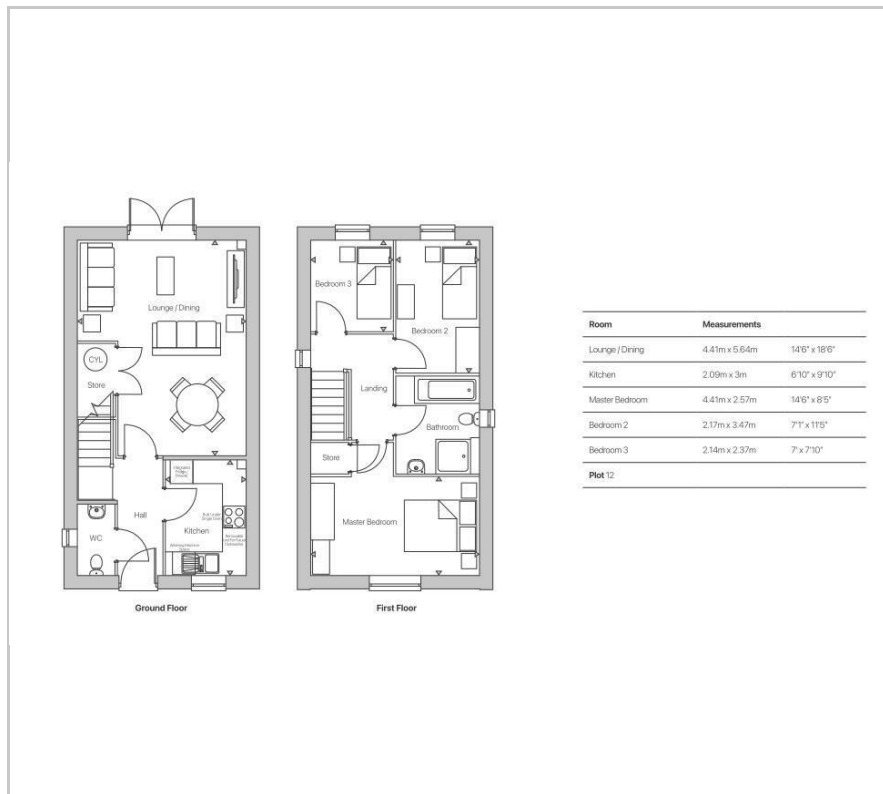 Lounge / Dining
CYL
Store
Hall
WC
Kitchen
Ground Floor
Bedroom 3
Bedroom 2
Landing
Bathroom
Store
Master Bedroom
First Floor
Room Measurements
Lounge / Dining 4.41m x 5.64m 14'6" x 18'6"
Kitchen 2.09m x 3m 6'10" x 9'10"
Master Bedroom 4.41m x 2.57m 14'6" x 8'5"
Bedroom 2 2.17m x 3.47m 7'1" x 11'5"
Bedroom 3 2.14m x 2.37m 7' x 7'10"
Plot 12